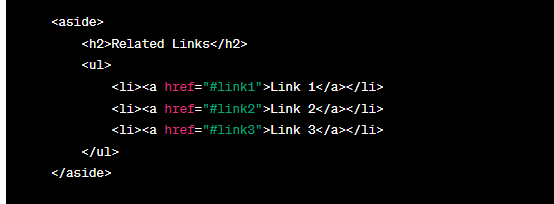 <aside>
<h2>Related Links</h2>
<ul>
<li><a href="#link1">Link 1</a></li>
<li><a href="#link2">Link 2</a></li>
<li><a href="#link3">Link 3</a></li>
</ul>
</aside>